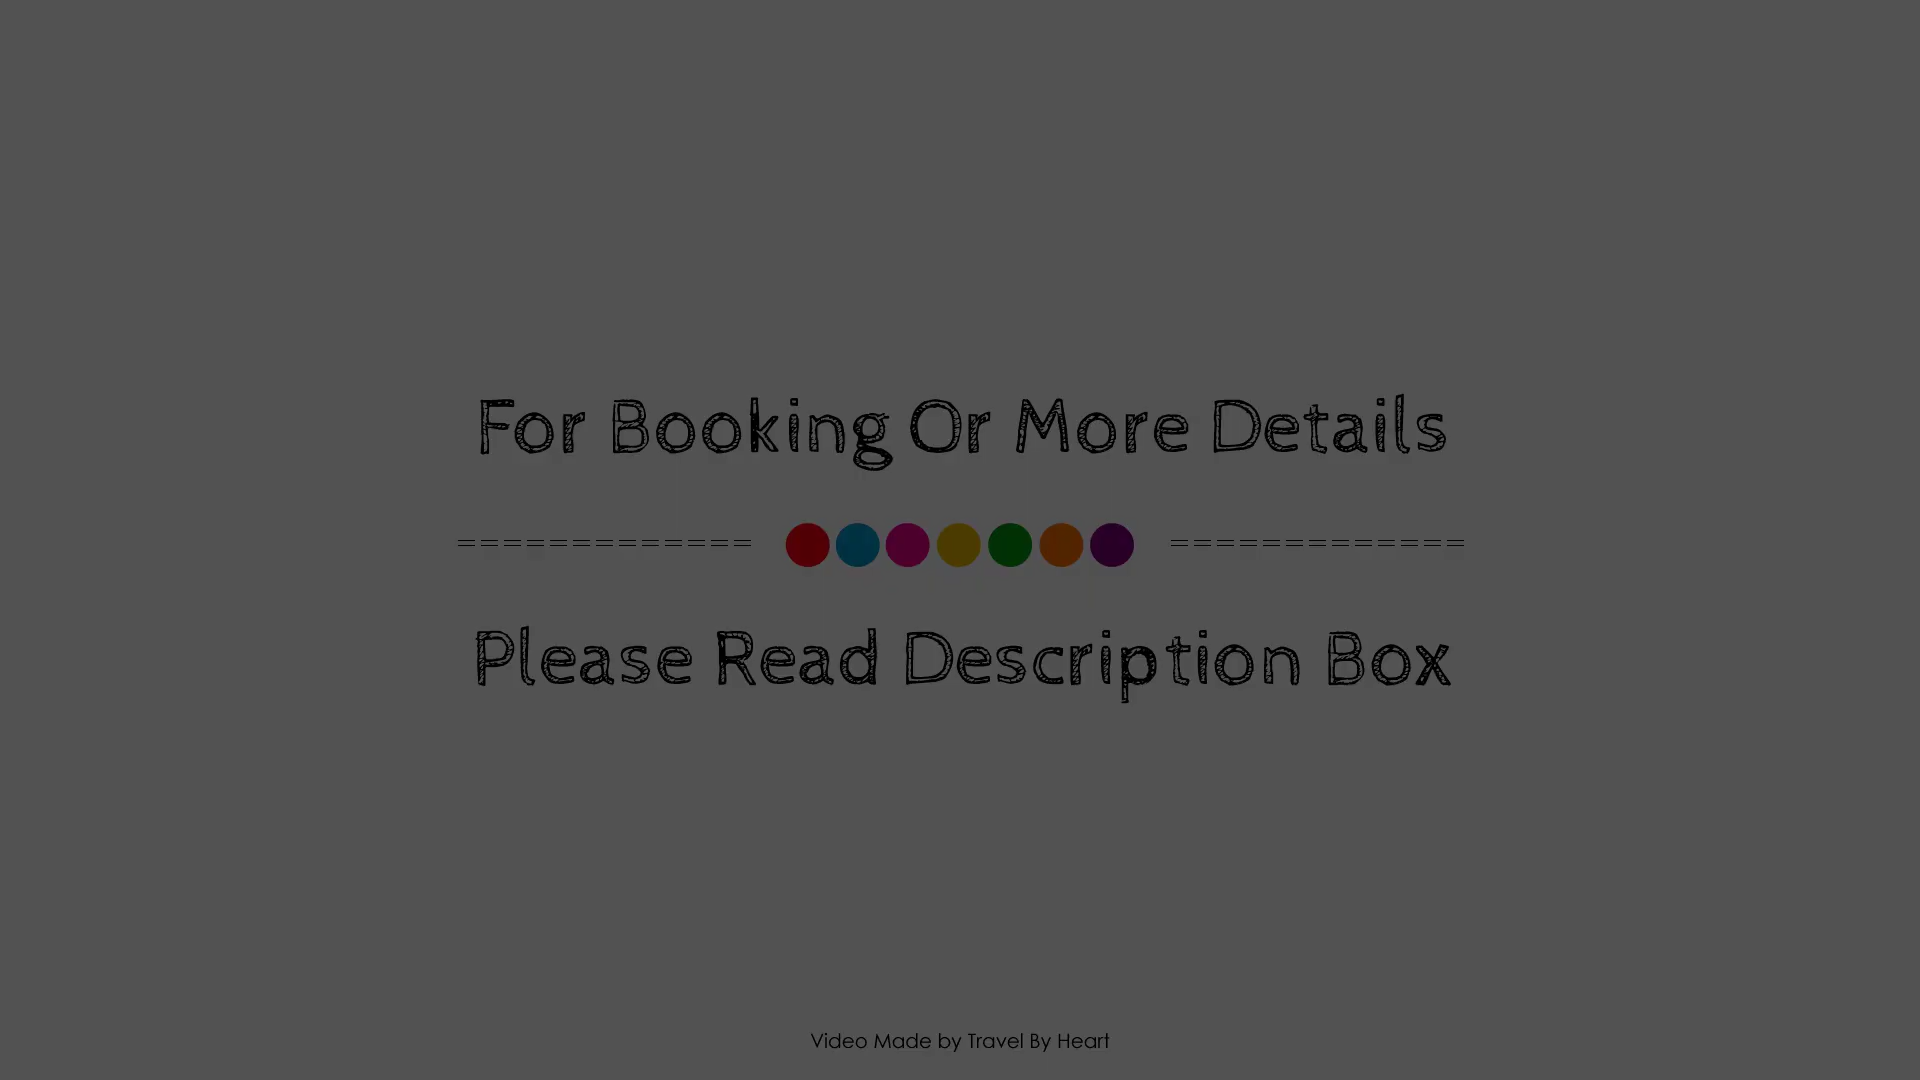 For Booking Or More Details
============= =============
Please Read Description Box
Video Made by Travel By Heart